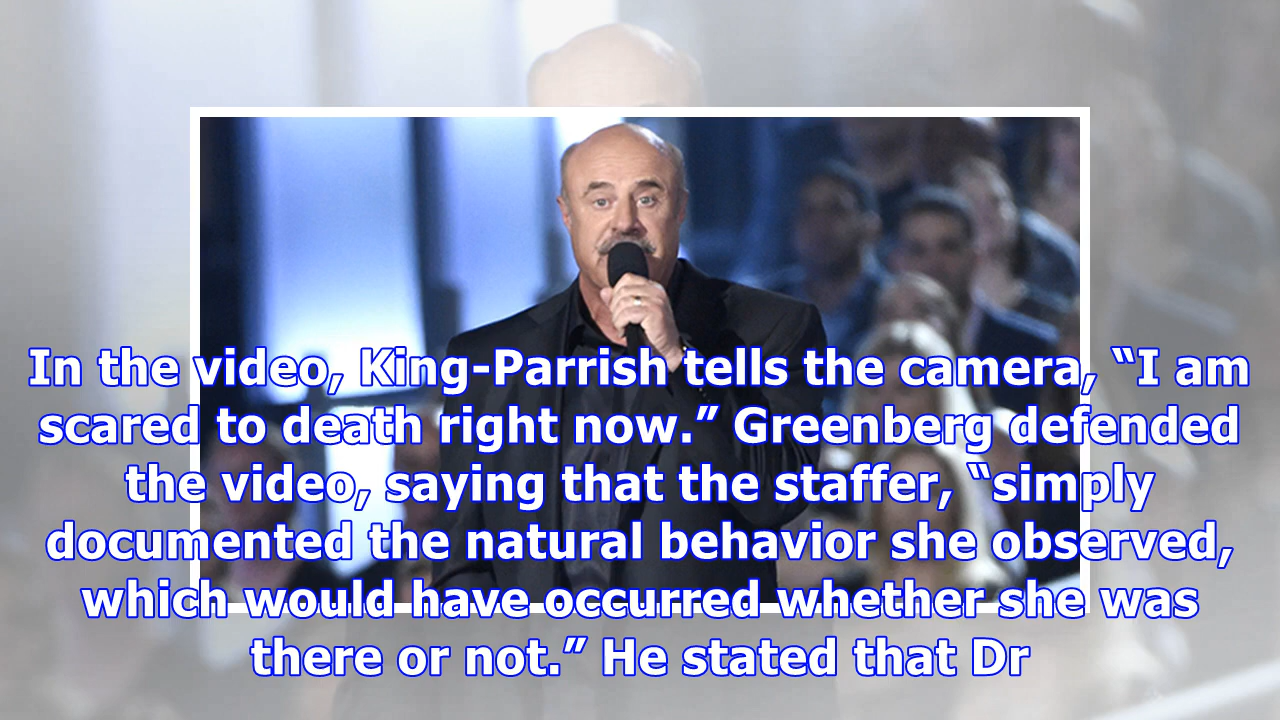 In the video, King-Parrish tells the camera, “I am
scared to death right now.” Greenberg defended
the video, saying that the staffer, “simply
documented the natural behavior she observed,
which would have occurred whether she was
there or not.” He stated that Dr